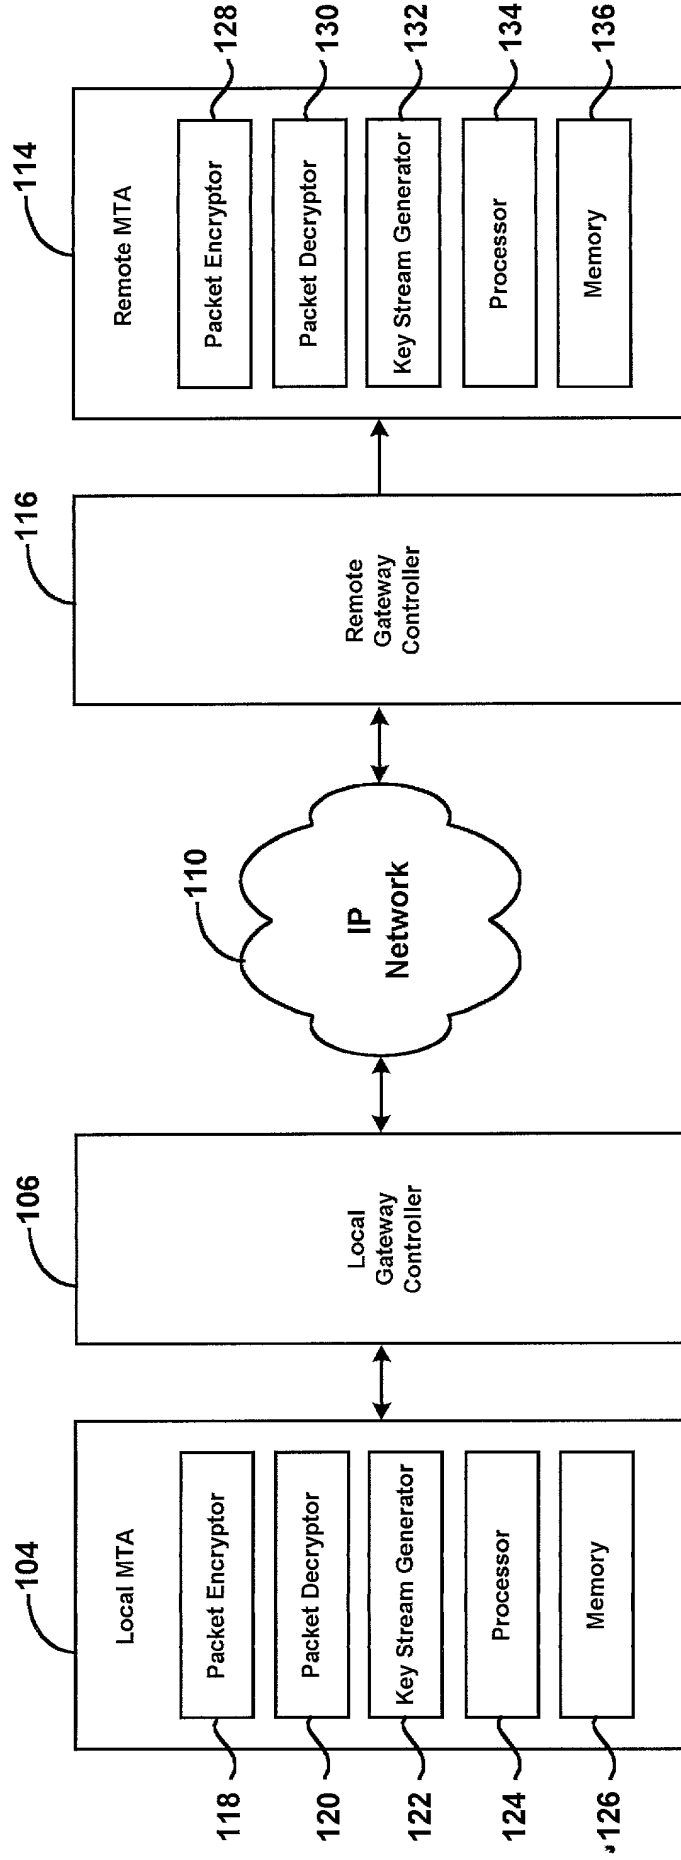 104
Local MTA
Packet Encryptor
Packet Decryptor
Key Stream Generator
Processor
Memory
118
120
122
124
126
106
Local
Gateway
Controller
110
IP
Network
116
Remote
Gateway
Controller
114
Remote MTA
Packet Encryptor
Packet Decryptor
Key Stream Generator
Processor
Memory
128
130
132
134
136